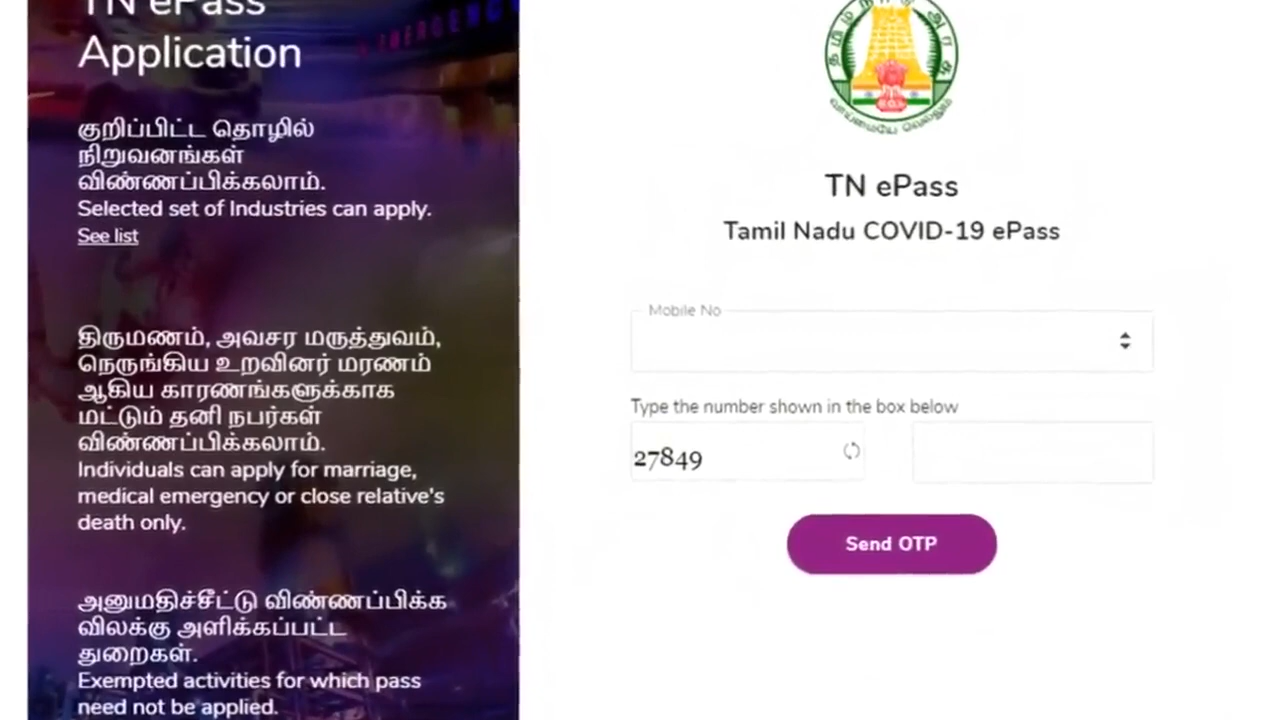 TN ePass
Application
குறிப்பிட்ட தொழில்
நிறுவனங்கள்
விண்ணப்பிக்கலாம்.
Selected set of Industries can apply.
See list
திருமணம், அவசர மருத்துவம்,
நெருங்கிய உறவினர் மரணம்
ஆகிய காரணங்களுக்காக
மட்டும் தனி நபர்கள்
விண்ணப்பிக்கலாம்.
Individuals can apply for marriage,
medical emergency or close relative's
death only.
அனுமதிச்சீட்டு விண்ணப்பிக்க
விலக்கு அளிக்கப்பட்ட
துறைகள்.
Exempted activities for which pass
need not be applied.
வாய்மையே வெல்லும்
TN ePass
Tamil Nadu COVID-19 ePass
Mobile No
Type the number shown in the box below
27849
Send OTP